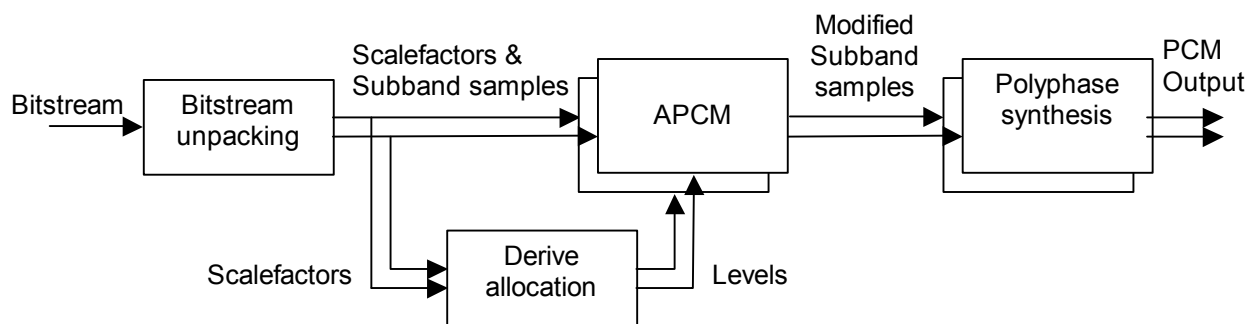 Bitstream
Bitstream
unpacking
Scalefactors &
Subband samples
APCM
Modified
Subband
samples
Polyphase
synthesis
PCM
Output
Scalefactors
Derive
allocation
Levels